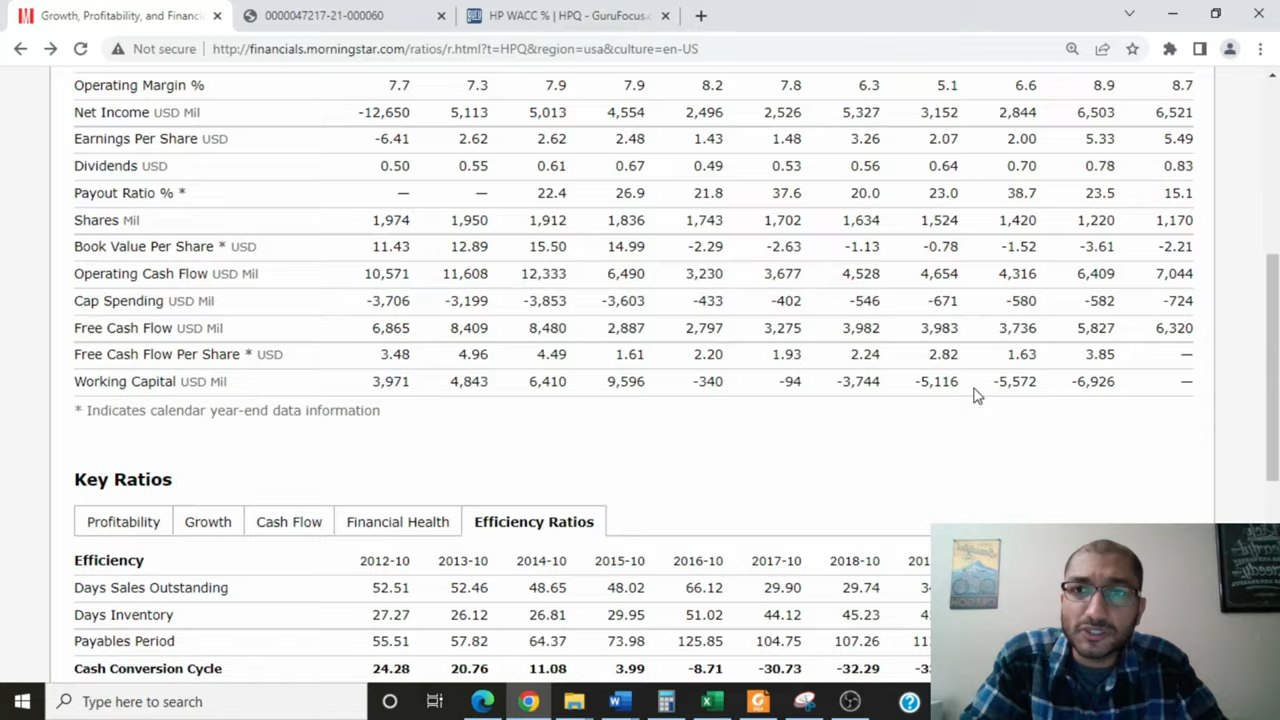 Growth, Profitability, and Financi
0000047217-21-000060
HP WACC % | HPQ - GuruFocus.c
Not secure
http://financials.morningstar.com/ratios/r.html?t=HPQ&region=usa&culture=en-US
Operating Margin % 7.7 7.3 7.9 7.9 8.2 7.8 6.3 5.1 6.6 8.9 8.7
Net Income USD Mil -12,650 5,113 5,013 4,554 2,496 2,526 5,327 3,152 2,844 6,503 6,521
Earnings Per Share USD -6.41 2.62 2.62 2.48 1.43 1.48 3.26 2.07 2.00 5.33 5.49
Dividends USD 0.50 0.55 0.61 0.67 0.49 0.53 0.56 0.64 0.70 0.78 0.83
Payout Ratio % * — — 22.4 26.9 21.8 37.6 20.0 23.0 38.7 23.5 15.1
Shares Mil 1,974 1,950 1,912 1,836 1,743 1,702 1,634 1,524 1,420 1,220 1,170
Book Value Per Share * USD 11.43 12.89 15.50 14.99 -2.29 -2.63 -1.13 -0.78 -1.52 -3.61 -2.21
Operating Cash Flow USD Mil 10,571 11,608 12,333 6,490 3,230 3,677 4,528 4,654 4,316 6,409 7,044
Cap Spending USD Mil -3,706 -3,199 -3,853 -3,603 -433 -402 -546 -671 -580 -582 -724
Free Cash Flow USD Mil 6,865 8,409 8,480 2,887 2,797 3,275 3,982 3,983 3,736 5,827 6,320
Free Cash Flow Per Share * USD 3.48 4.96 4.49 1.61 2.20 1.93 2.24 2.82 1.63 3.85 —
Working Capital USD Mil 3,971 4,843 6,410 9,596 -340 -94 -3,744 -5,116 -5,572 -6,926 —
* Indicates calendar year-end data information
Key Ratios
Profitability Growth Cash Flow Financial Health Efficiency Ratios
Efficiency 2012-10 2013-10 2014-10 2015-10 2016-10 2017-10 2018-10
Days Sales Outstanding 52.51 52.46 48.65 48.02 66.12 29.90 29.74
Days Inventory 27.27 26.12 26.81 29.95 51.02 44.12 45.23
Payables Period 55.51 57.82 64.37 73.98 125.85 104.75 107.26
Cash Conversion Cycle 24.28 20.76 11.08 3.99 -8.71 -30.73 -32.29
Type here to search